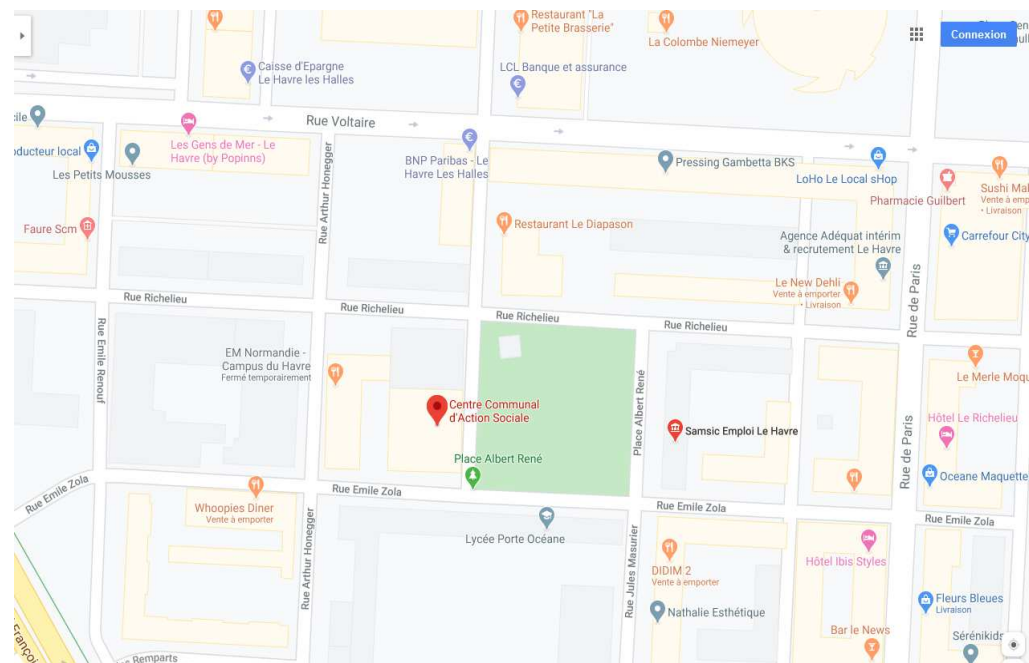 Restaurant "La
Petite Brasserie"
La Colombe Niemeyer
Connexion
Caisse d'Epargne
Le Havre les Halles
LCL Banque et assurance
Rue Voltaire
Les Gens de Mer - Le
Havre (by Popinns)
ducteur local
Les Petits Mousses
BNP Paribas - Le
Havre Les Halles
Pressing Gambetta BKS
LoHo Le Local sHop
Pharmacie Guilbert
Sushi
Vente à
• Livraison
Rue Arthur Honegger
Faure Scm
Restaurant Le Diapason
Agence Adéquat intérim
& recrutement Le Havre
Carrefour City
Le New Dehli
Vente à emporter
• Livraison
Rue de Paris
Rue Richelieu
Rue Richelieu
Rue Richelieu
Rue Richelieu
Rue Emile Renouf
EM Normandie -
Campus du Havre
Fermé temporairement
Le Merle
Centre Communal
d'Action Sociale
Place Albert René
Samsic Emploi Le Havre
Hôtel Le Richelieu
Rue de Paris
Place Albert René
Oceane Maquette
Rue Emile Zola
Rue Emile Zola
Rue Emile Zola
Rue Emile Zola
Whoopies Diner
Vente à emporter
Lycée Porte Océane
Rue Arthur Honegger
Rue Jules Masurier
DIDIM 2
Vente à emporter
Hôtel Ibis Styles
Nathalie Esthétique
Fleurs Bleues
Livraison
Bar le News
Sérénikids
Remparts